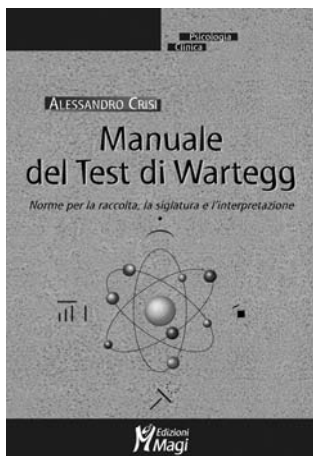 Psicologia
Clinica
ALESSANDRO CRISI
Manuale
del Test di Wartegg
Norme per la raccolta, la siglatura e l'interpretazione
Edizioni
Magi